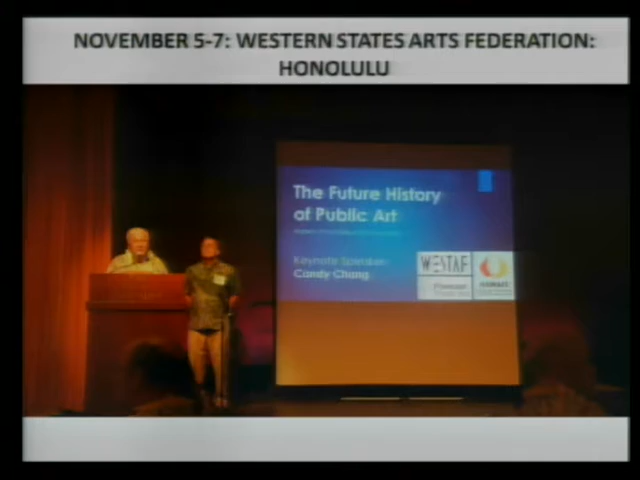 NOVEMBER 5-7: WESTERN STATES ARTS FEDERATION:
HONOLULU
The Future History
of Public Art
Keynote Speaker:
Candy Chang
WESTAF